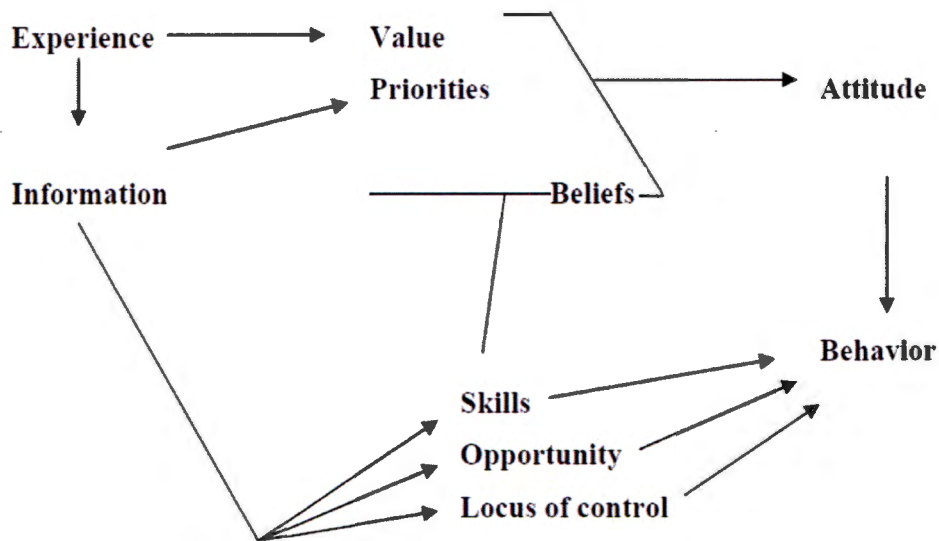 Experience
Value
Priorities
Attitude
Information
Beliefs
Behavior
Skills
Opportunity
Locus of control